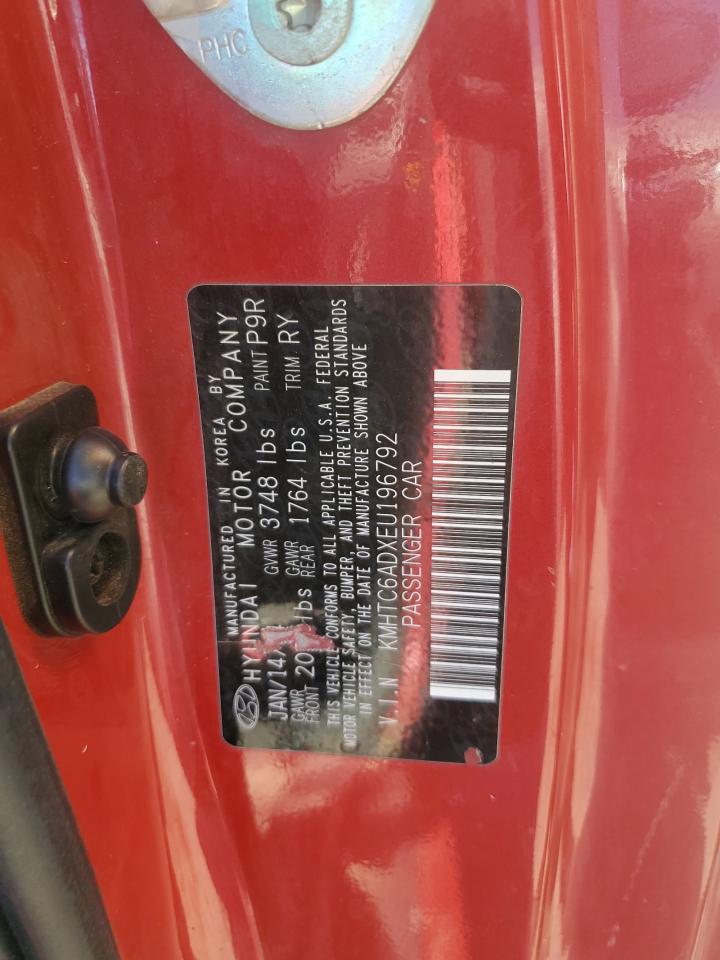 PHC
MANUFACTURED IN KOREA BY
HYUNDAI MOTOR COMPANY
JAN/14/ GVWR 3748 lbs PAINT P9R
GAWR FRONT 20 lbs GAWR REAR 1764 lbs TRIM RY
THIS VEHICLE CONFORMS TO ALL APPLICABLE U.S.A. FEDERAL
MOTOR VEHICLE SAFETY, BUMPER, AND THEFT PREVENTION STANDARDS
IN EFFECT ON THE DATE OF MANUFACTURE SHOWN ABOVE
V.I.N KMHTC6ADXEU196792
PASSENGER CAR